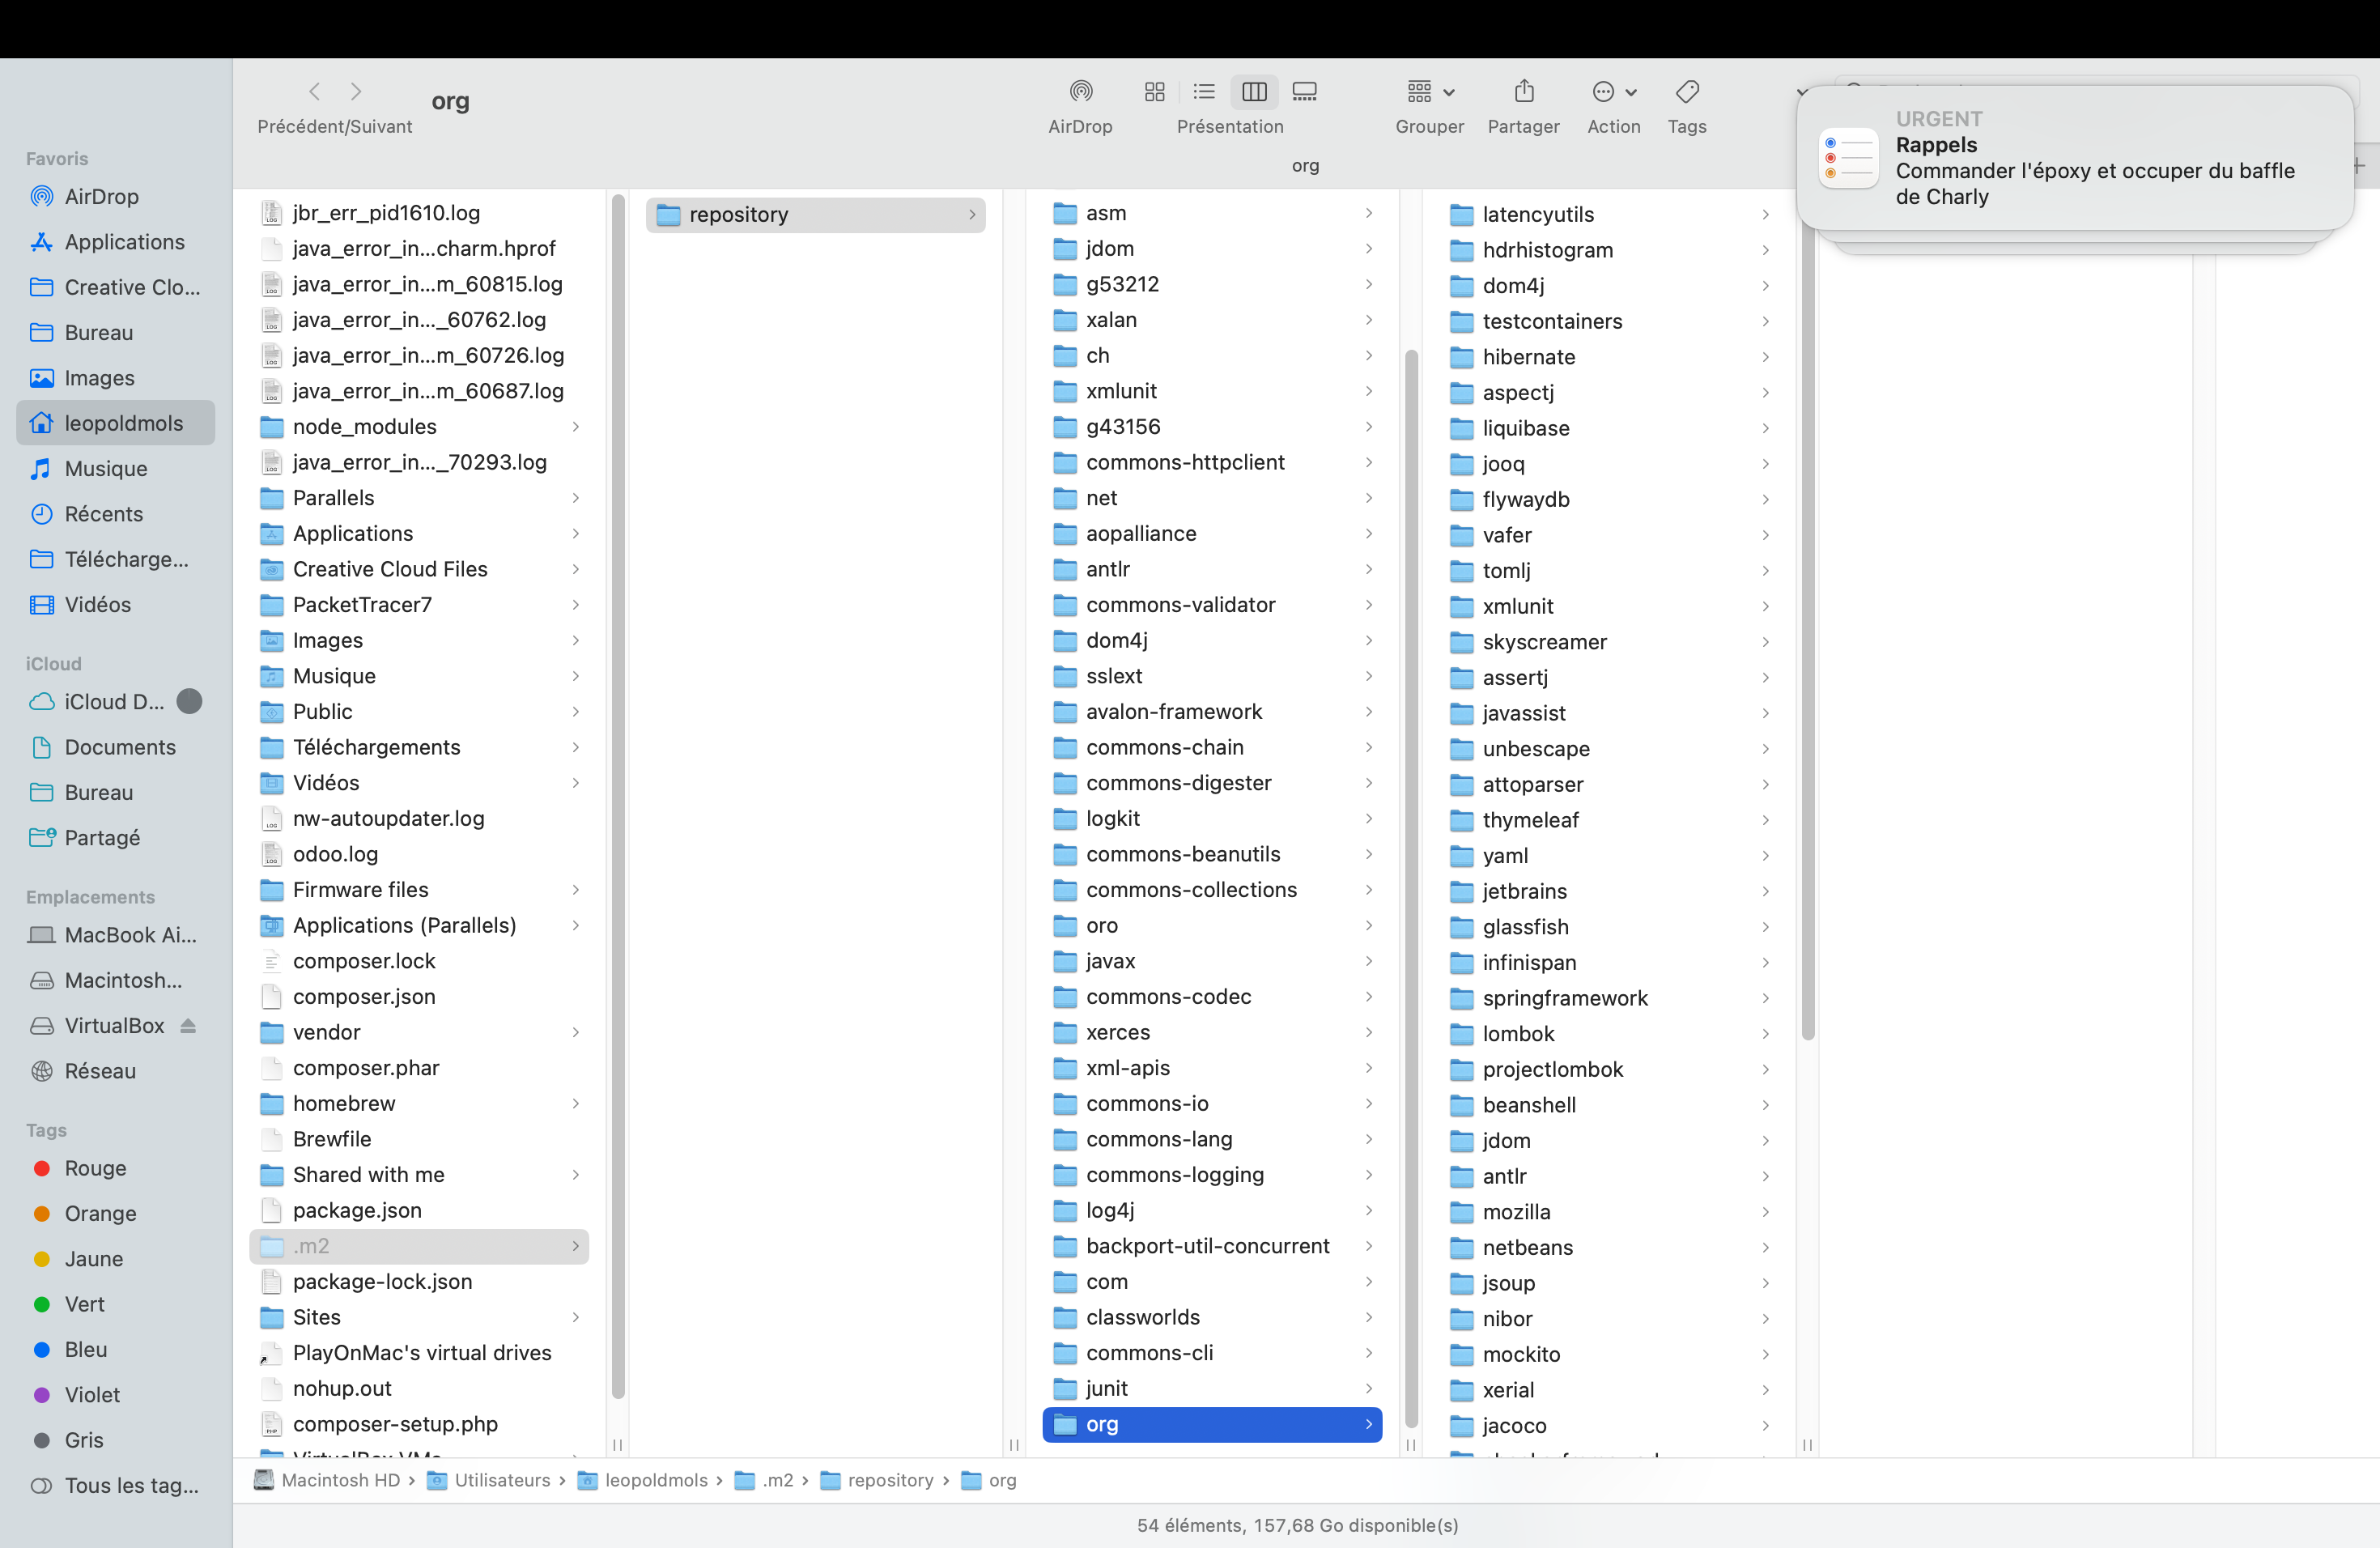 org
Précédent/Suivant
AirDrop
Présentation
Grouper
Partager
Action
Tags
org
URGENT
Rappels
Commander l'époxy et occuper du baffle
de Charly
Favoris
AirDrop
Applications
Creative Clo...
Bureau
Images
leopoldmols
Musique
Récents
Télécharge...
Vidéos
iCloud
iCloud D...
Documents
Bureau
Partagé
Emplacements
MacBook Ai...
Macintosh...
VirtualBox
Réseau
Tags
Rouge
Orange
Jaune
Vert
Bleu
Violet
Gris
Tous les tag...
jbr_err_pid1610.log
java_error_in...charm.hprof
java_error_in...m_60815.log
java_error_in..._60762.log
java_error_in...m_60726.log
java_error_in...m_60687.log
node_modules
java_error_in..._70293.log
Parallels
Applications
Creative Cloud Files
PacketTracer7
Images
Musique
Public
Téléchargements
Vidéos
nw-autoupdater.log
odoo.log
Firmware files
Applications (Parallels)
composer.lock
composer.json
vendor
composer.phar
homebrew
Brewfile
Shared with me
package.json
.m2
package-lock.json
Sites
PlayOnMac's virtual drives
nohup.out
composer-setup.php
repository
asm
jdom
g53212
xalan
ch
xmlunit
g43156
commons-httpclient
net
aopalliance
antlr
commons-validator
dom4j
sslext
avalon-framework
commons-chain
commons-digester
logkit
commons-beanutils
commons-collections
oro
javax
commons-codec
xerces
xml-apis
commons-io
commons-lang
commons-logging
log4j
backport-util-concurrent
com
classworlds
commons-cli
junit
org
latencyutils
hdrhistogram
dom4j
testcontainers
hibernate
aspectj
liquibase
jooq
flywaydb
vafer
tomlj
xmlunit
skyscreamer
assertj
javassist
unbescape
attoparser
thymeleaf
yaml
jetbrains
glassfish
infinispan
springframework
lombok
projectlombok
beanshell
jdom
antlr
mozilla
netbeans
jsoup
nibor
mockito
xerial
jacoco
Macintosh HD › Utilisateurs › leopoldmols › .m2 › repository › org
54 éléments, 157,68 Go disponible(s)